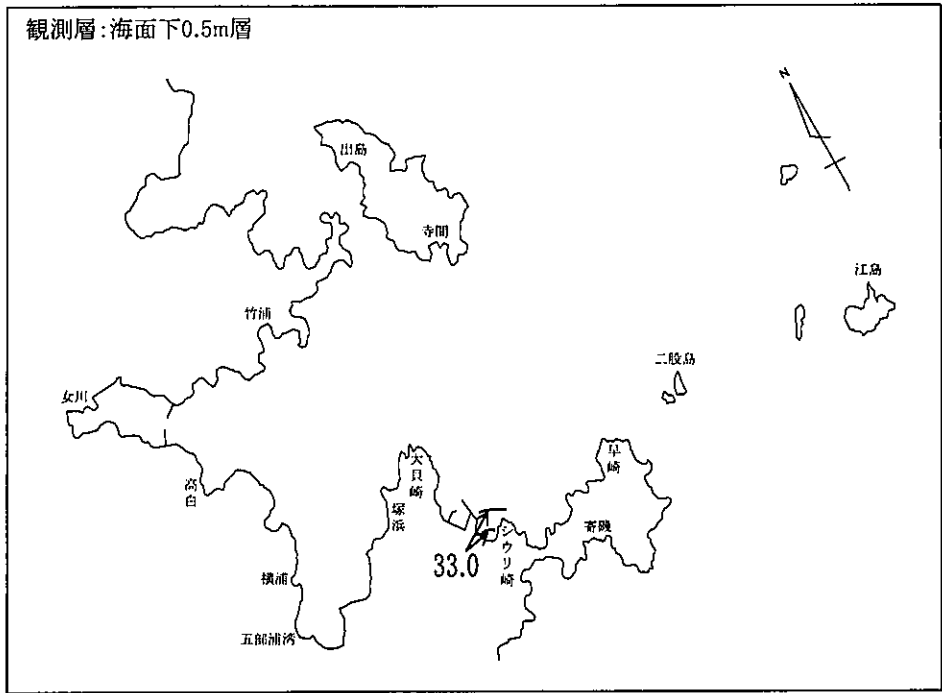 観測層:海面下0.5m層
N
出島
寺間
江島
竹浦
二股島
女川
早崎
大貝崎
高白
塚浜
寄磯
シウリ崎
33.0
横浦
五部浦湾